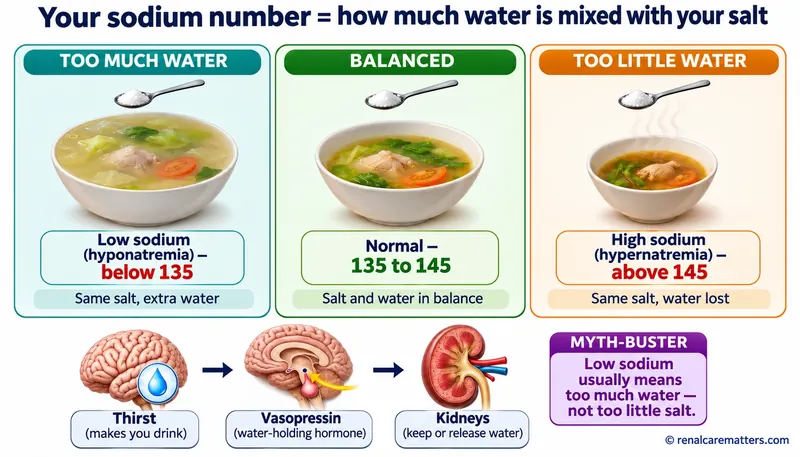 Your sodium number = how much water is mixed with your salt
TOO MUCH WATER
Low sodium
(hyponatremia) –
below 135
Same salt, extra water
BALANCED
Normal –
135 to 145
Salt and water in balance
TOO LITTLE WATER
High sodium
(hypernatremia) –
above 145
Same salt, water lost
Thirst
(makes you drink)
Vasopressin
(water-holding hormone)
Kidneys
(keep or release water)
MYTH-BUSTER
Low sodium
usually means
too much water —
not too little salt.
© renalcarematters.com